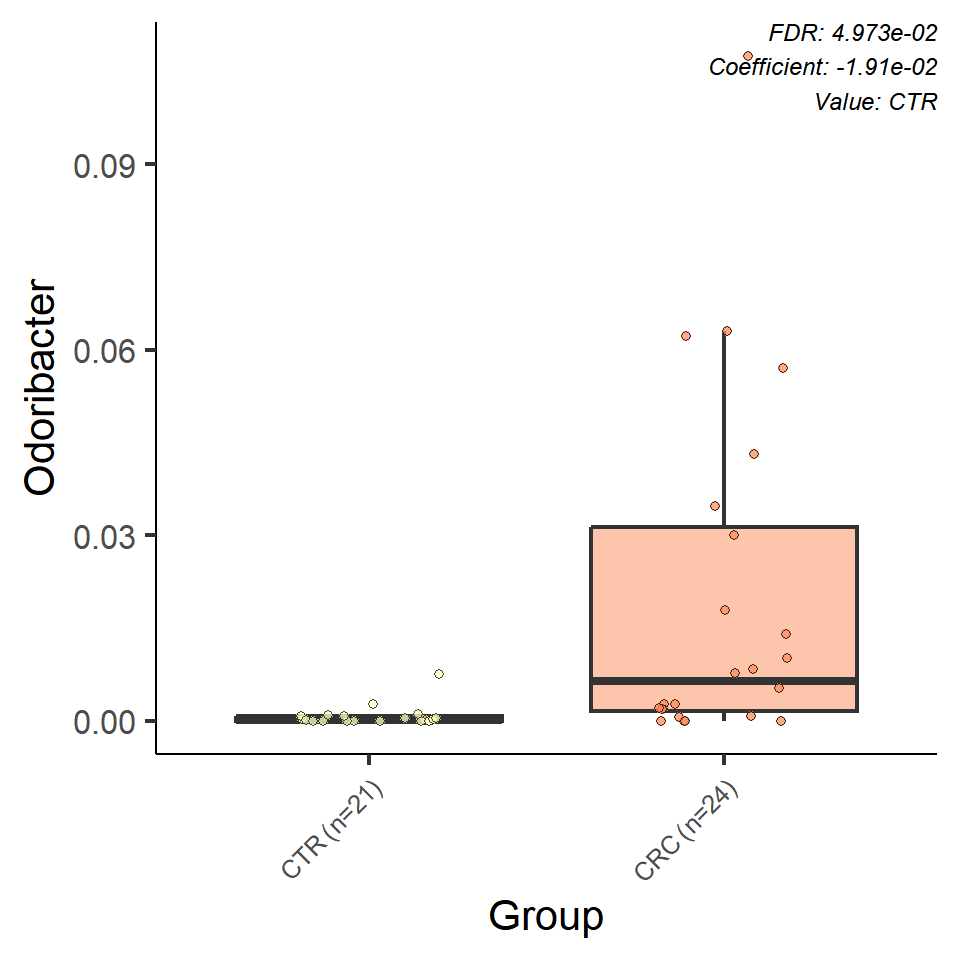 FDR: 4.973e-02
Coefficient: -1.91e-02
Value: CTR
0.09
0.06
0.03
0.00
Odoribacter
CTR (n=21)
CRC (n=24)
Group